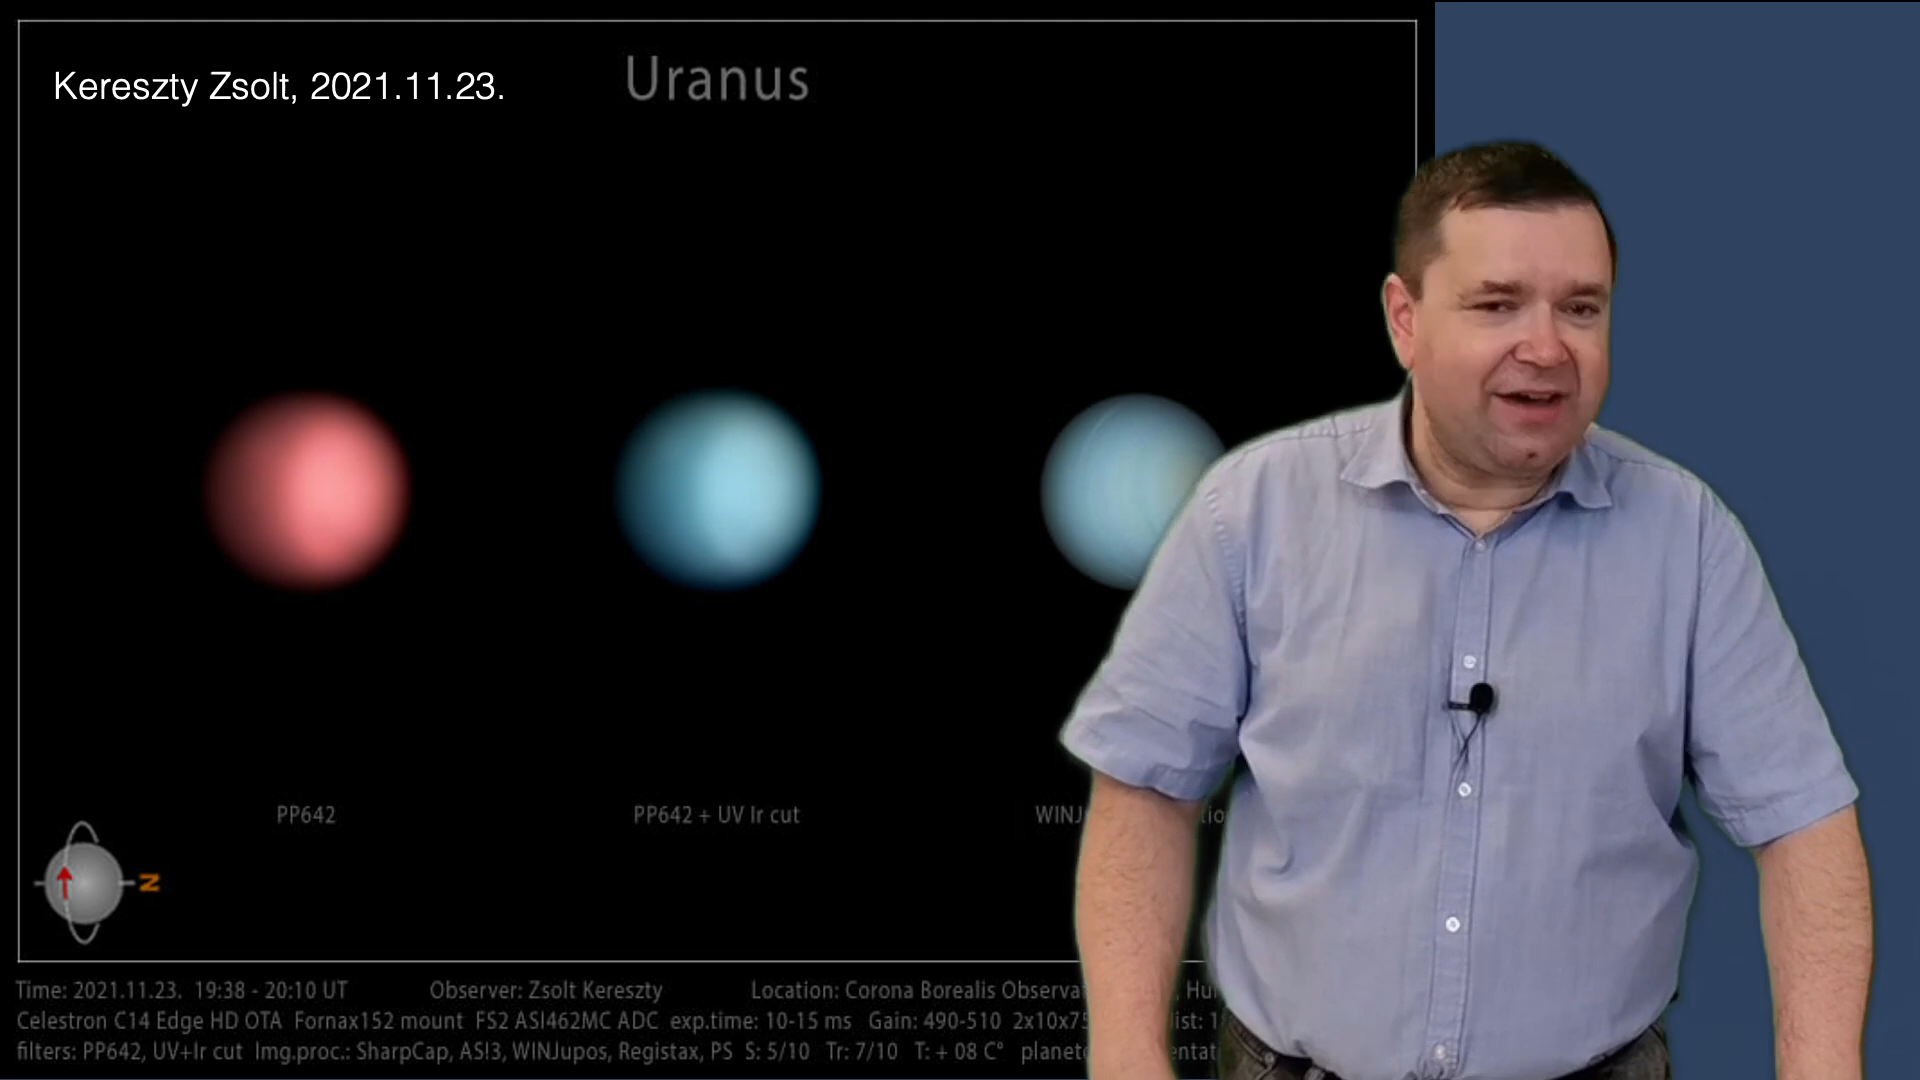 Kereszty Zsolt, 2021.11.23.
Uranus
PP642
PP642 + UV Ir cut
N
Time: 2021.11.23. 19:38 - 20:10 UT Observer: Zsolt Kereszty Location: Corona Borealis
Celestron C14 Edge HD OTA Fornax152 mount FS2 ASI462MC ADC exp.time: 10-15 ms Gain: 490-510
filters: PP642, UV+Ir cut Img.proc.: SharpCap, AS!3, WINJupos, Registax, PS S: 5/10 Tr: 7/10 T: + 08 C°